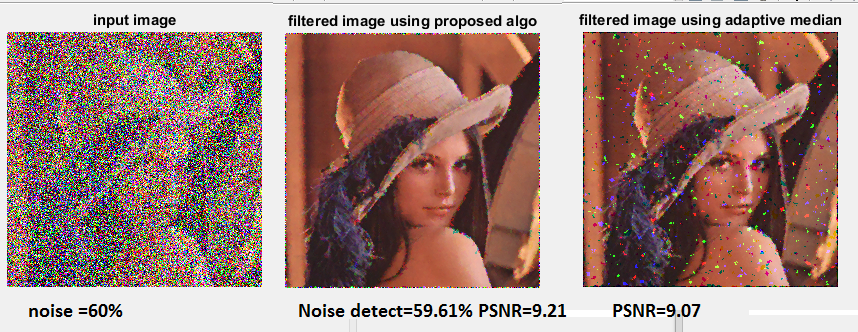 input image
filtered image using proposed algo
filtered image using adaptive median
noise =60%
Noise detect=59.61% PSNR=9.21
PSNR=9.07